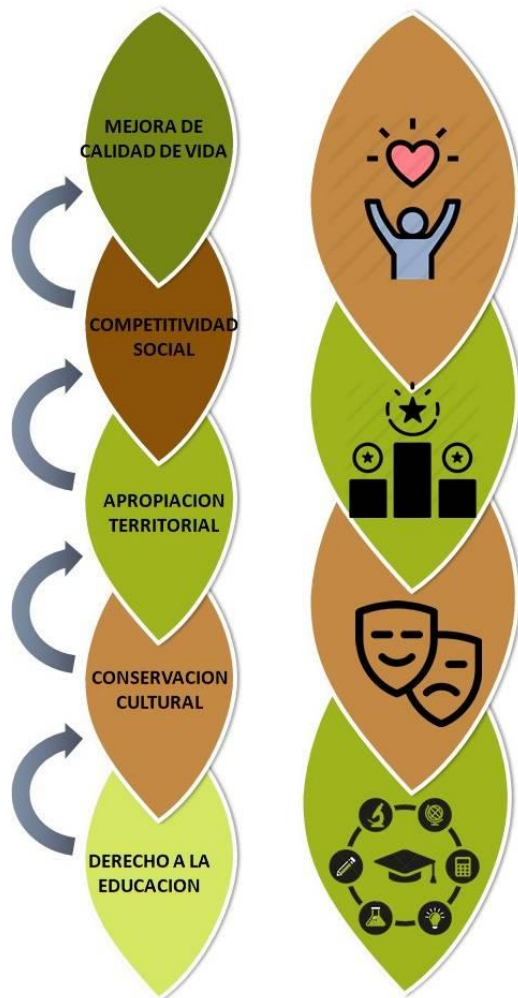 MEJORA DE
CALIDAD DE VIDA
COMPETITIVIDAD
SOCIAL
APROPIACION
TERRITORIAL
CONSERVACION
CULTURAL
DERECHO A LA
EDUCACION